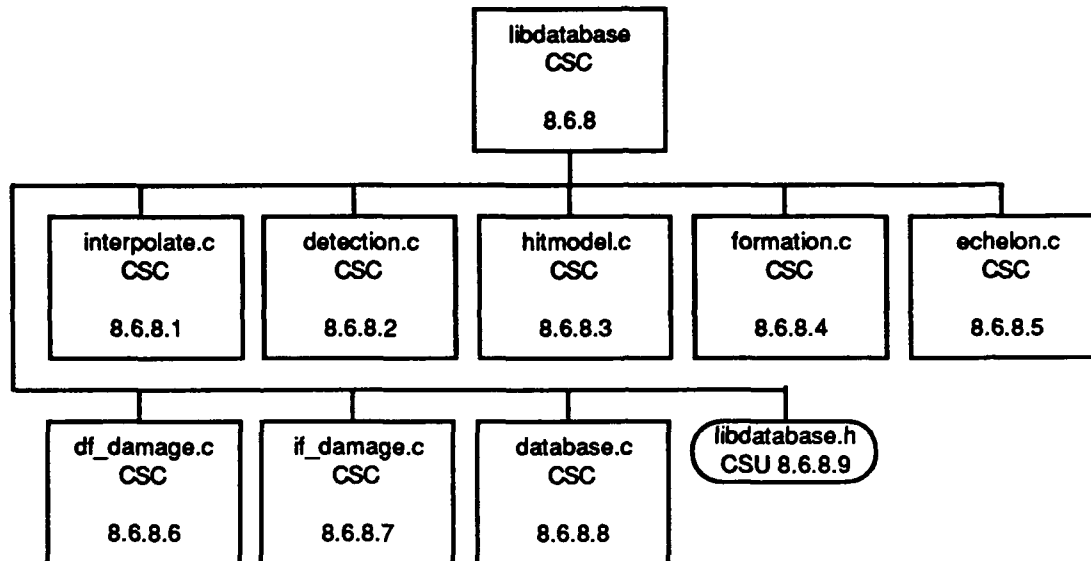 libdatabase
CSC
8.6.8
interpolate.c
CSC
8.6.8.1
detection.c
CSC
8.6.8.2
hitmodel.c
CSC
8.6.8.3
formation.c
CSC
8.6.8.4
echelon.c
CSC
8.6.8.5
df_damage.c
CSC
8.6.8.6
if_damage.c
CSC
8.6.8.7
database.c
CSC
8.6.8.8
libdatabase.h
CSU 8.6.8.9